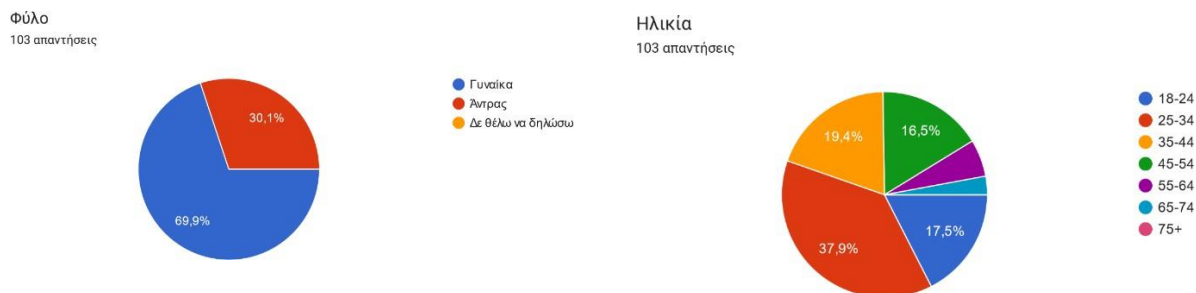 Φύλο
103 απαντήσεις
Γυναίκα
Άντρας
Δε θέλω να δηλώσω
30,1%
69,9%
Ηλικία
103 απαντήσεις
18-24
25-34
35-44
45-54
55-64
65-74
75+
19,4%
16,5%
37,9%
17,5%